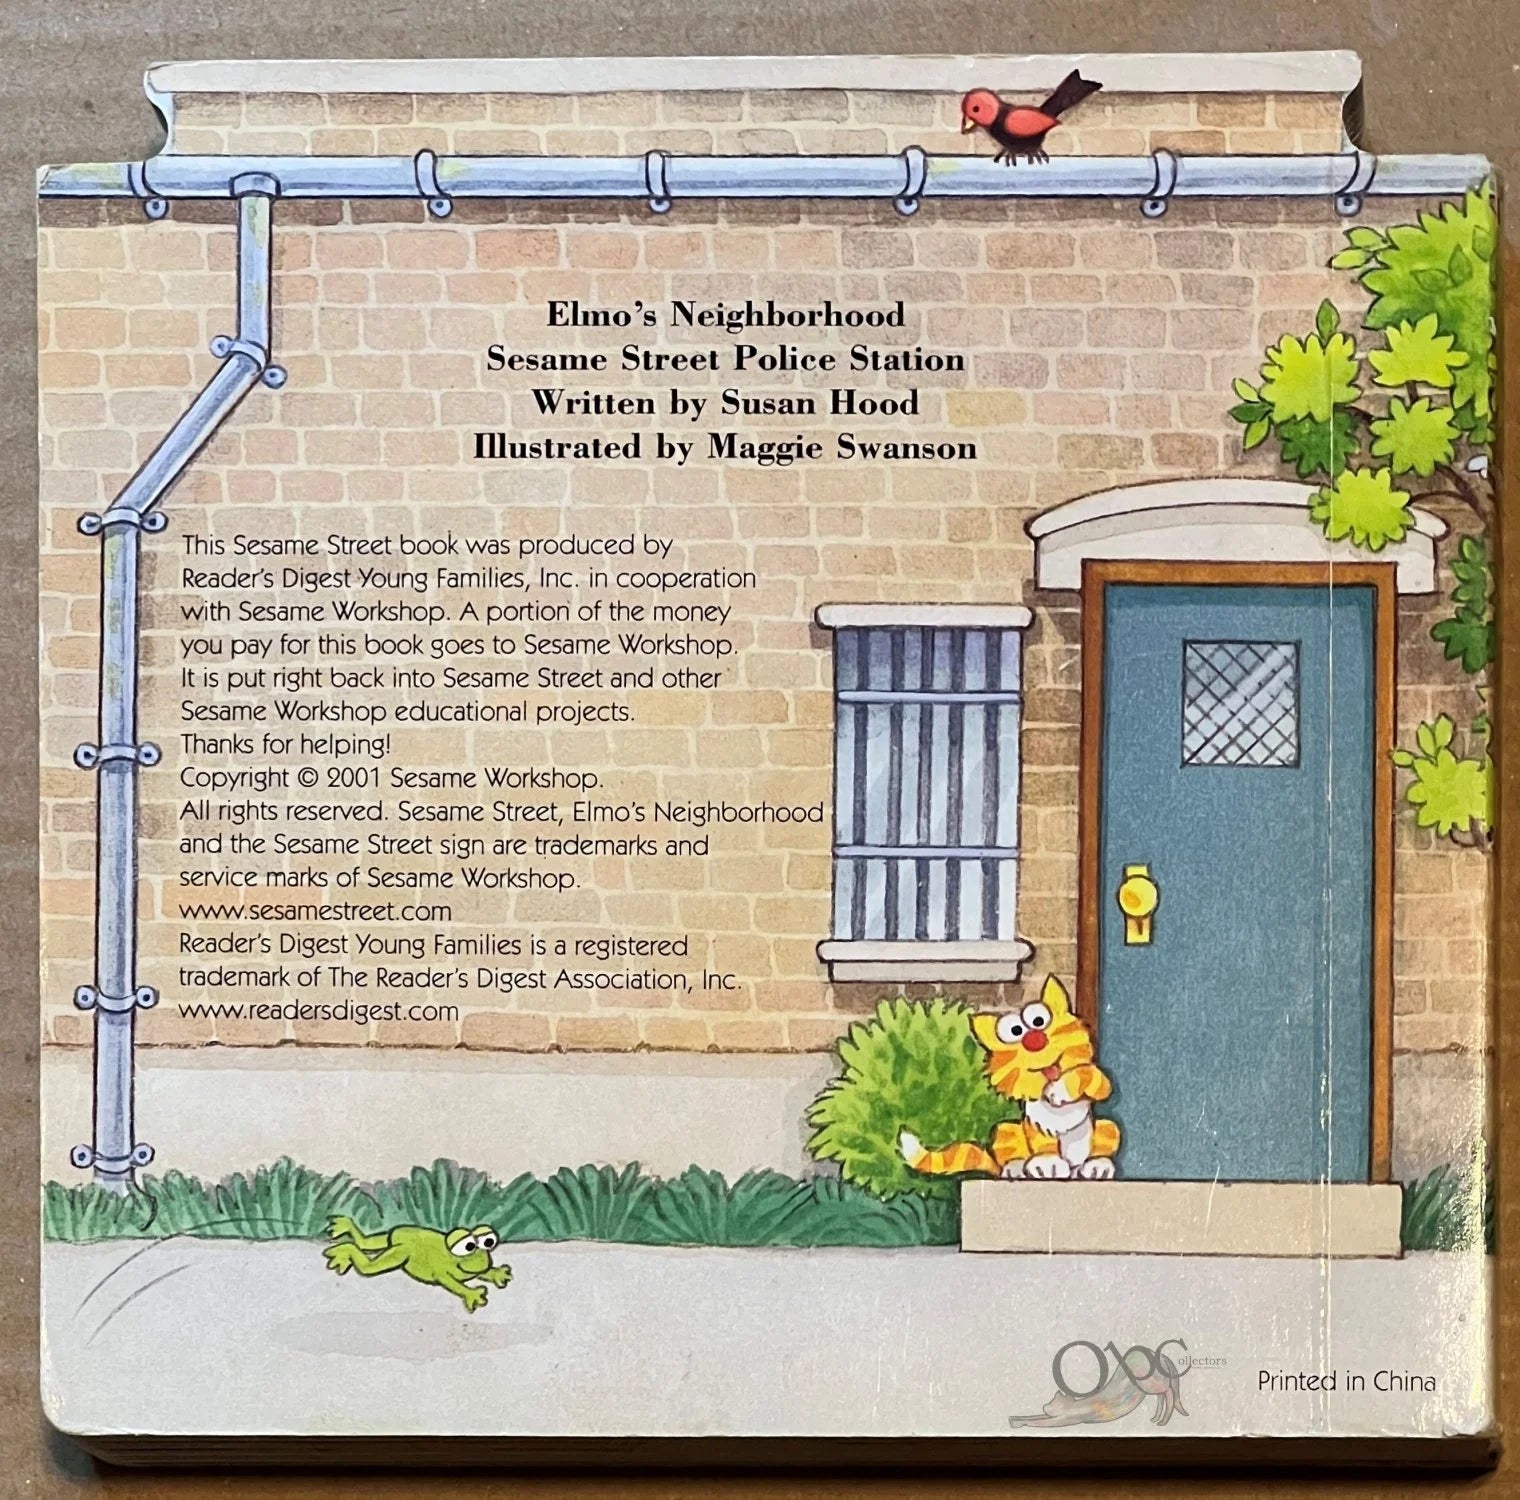 Elmo's Neighborhood
Sesame Street Police Station
Written by Susan Hood
Illustrated by Maggie Swanson
This Sesame Street book was produced by
Reader's Digest Young Families, Inc. in cooperation
with Sesame Workshop. A portion of the money
you pay for this book goes to Sesame Workshop.
It is put right back into Sesame Street and other
Sesame Workshop educational projects.
Thanks for helping!
Copyright © 2001 Sesame Workshop.
All rights reserved. Sesame Street, Elmo's Neighborhood
and the Sesame Street sign are trademarks and
service marks of Sesame Workshop.
www.sesamestreet.com
Reader's Digest Young Families is a registered
trademark of The Reader's Digest Association, Inc.
www.readersdigest.com
OPCollectors
Printed in China